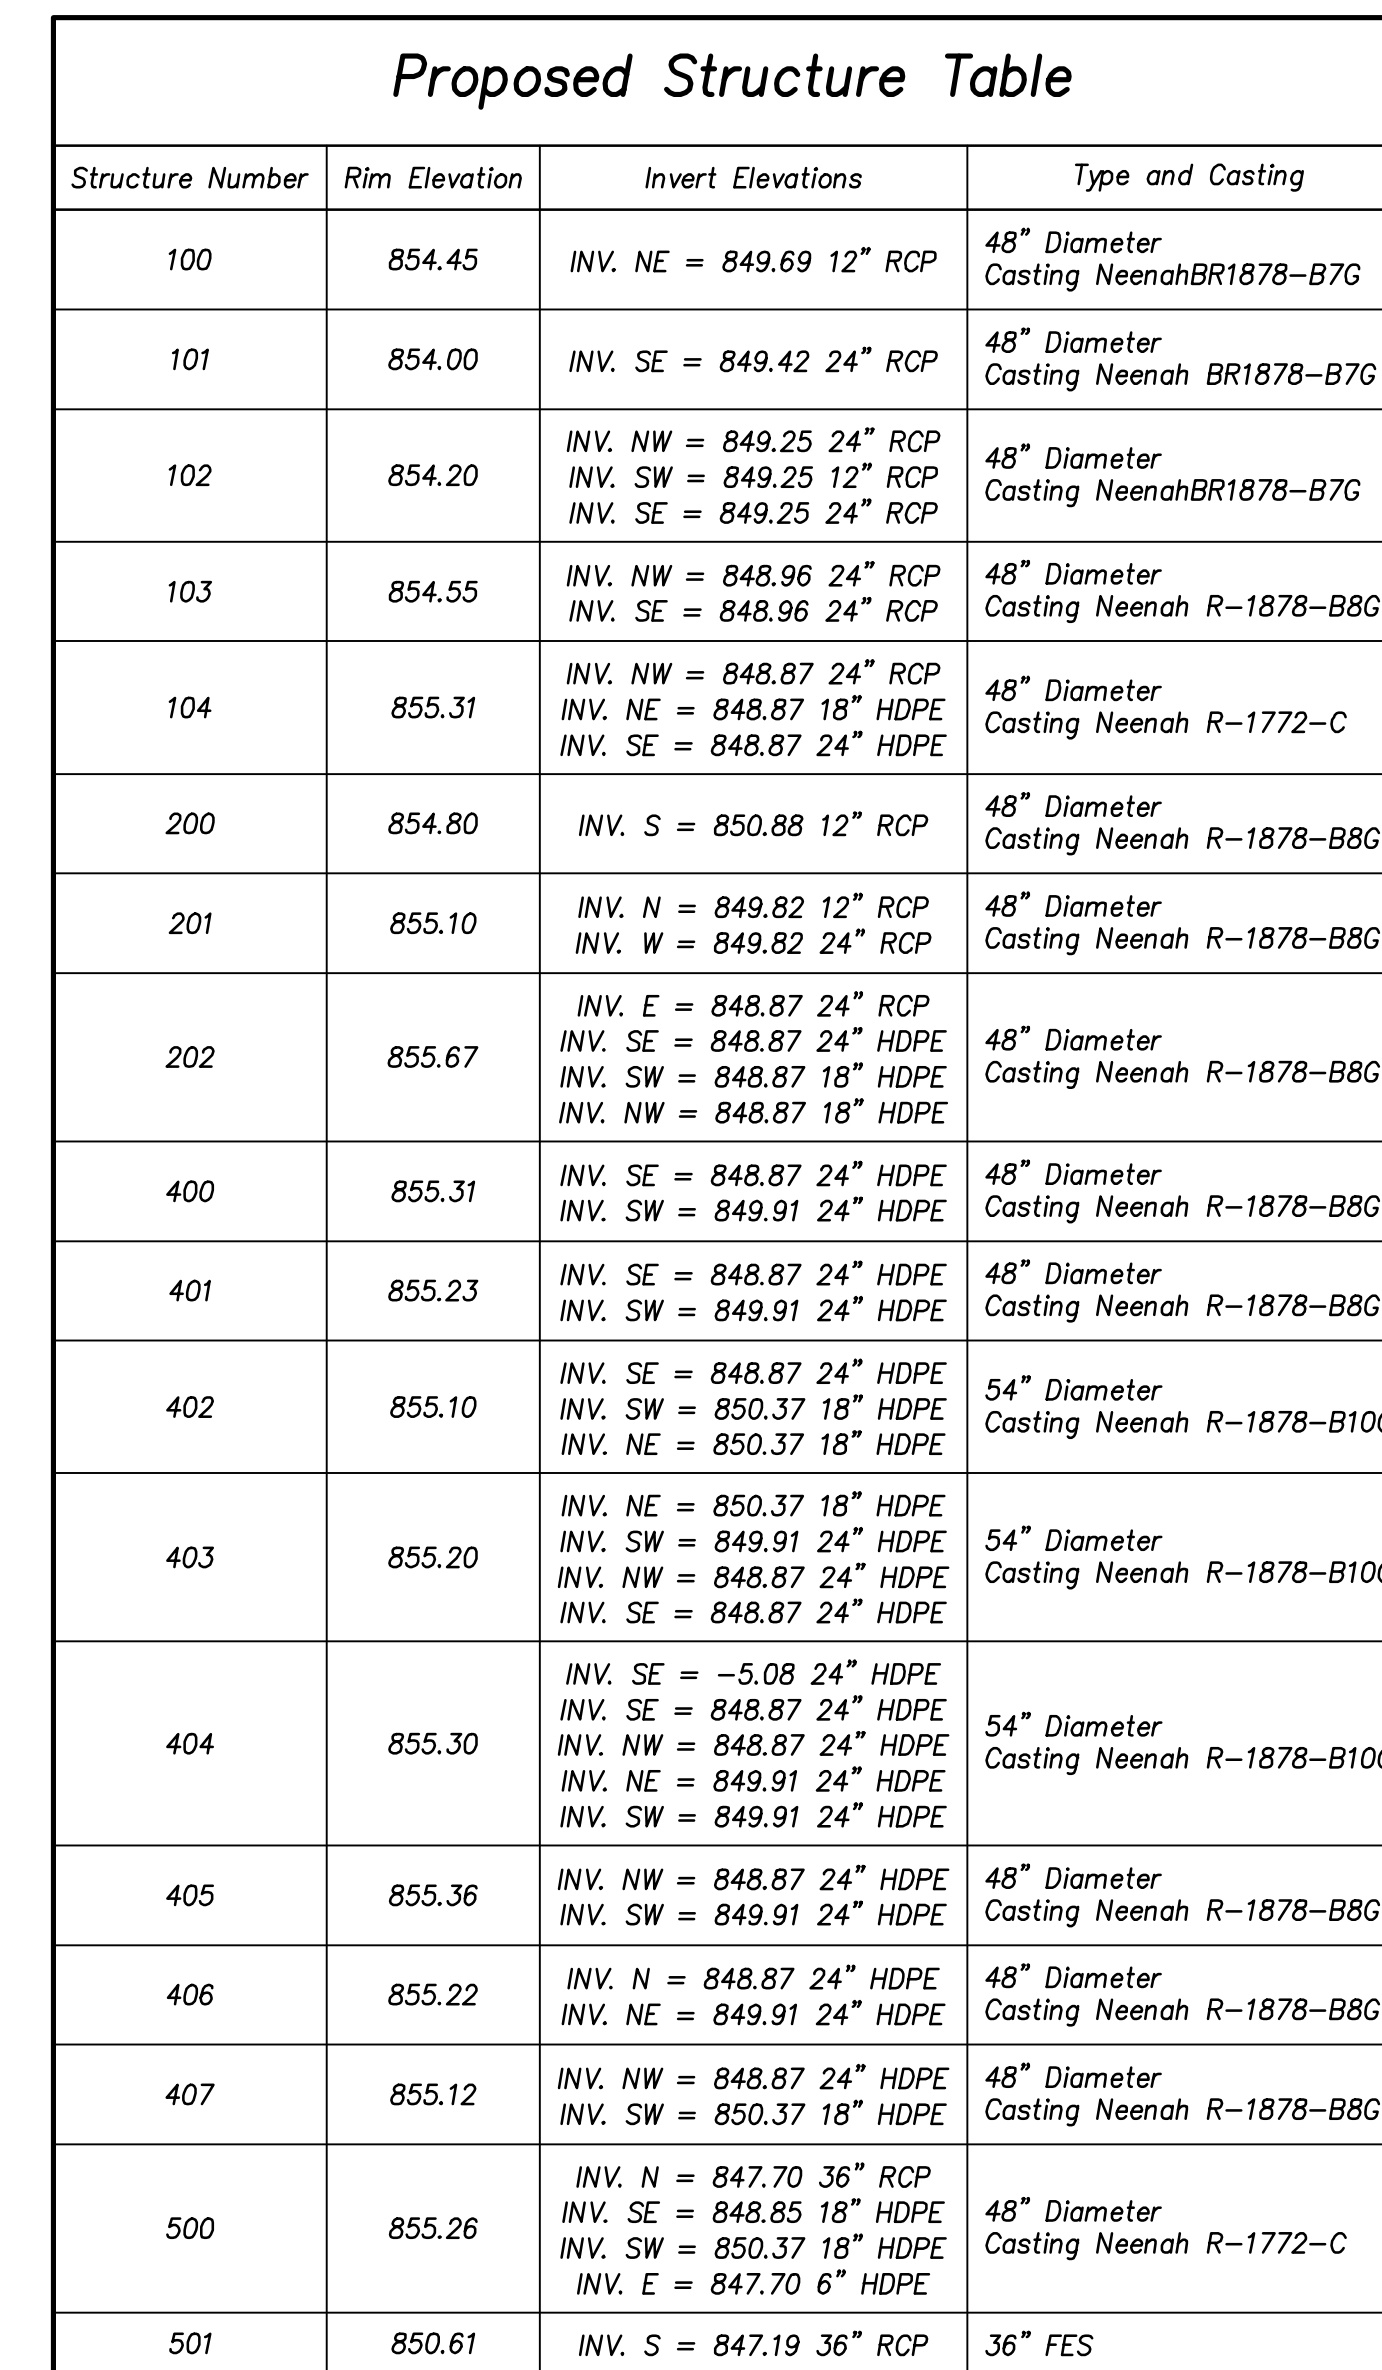 Proposed Structure Table
Structure Number Rim Elevation Invert Elevations Type and Casting
100 854.45 INV. NE = 849.69 12" RCP 48" Diameter
Casting NeenahBR1878-B7G
101 854.00 INV. SE = 849.42 24" RCP 48" Diameter
Casting Neenah BR1878-B7G
102 854.20 INV. NW = 849.25 24" RCP
INV. SW = 849.25 12" RCP
INV. SE = 849.25 24" RCP
48" Diameter
Casting NeenahBR1878-B7G
103 854.55 INV. NW = 848.96 24" RCP
INV. SE = 848.96 24" RCP
48" Diameter
Casting Neenah R-1878-B8G
104 855.31 INV. NW = 848.87 24" RCP
INV. NE = 848.87 18" HDPE
INV. SE = 848.87 24" HDPE
48" Diameter
Casting Neenah R-1772-C
200 854.80 INV. S = 850.88 12" RCP 48" Diameter
Casting Neenah R-1878-B8G
201 855.10 INV. N = 849.82 12" RCP
INV. W = 849.82 24" RCP
48" Diameter
Casting Neenah R-1878-B8G
202 855.67 INV. E = 848.87 24" RCP
INV. SE = 848.87 24" HDPE
INV. SW = 848.87 18" HDPE
INV. NW = 848.87 18" HDPE
48" Diameter
Casting Neenah R-1878-B8G
400 855.31 INV. SE = 848.87 24" HDPE
INV. SW = 849.91 24" HDPE
48" Diameter
Casting Neenah R-1878-B8G
401 855.23 INV. SE = 848.87 24" HDPE
INV. SW = 849.91 24" HDPE
48" Diameter
Casting Neenah R-1878-B8G
402 855.10 INV. SE = 848.87 24" HDPE
INV. SW = 850.37 18" HDPE
INV. NE = 850.37 18" HDPE
54" Diameter
Casting Neenah
403 855.20 INV. NE = 850.37 18" HDPE
INV. SW = 849.91 24" HDPE
INV. NW = 848.87 24" HDPE
INV. SE = 848.87 24" HDPE
54" Diameter
Casting Neenah
404 855.30 INV. SE = -5.08 24" HDPE
INV. SE = 848.87 24" HDPE
INV. NW = 848.87 24" HDPE
INV. NE = 849.91 24" HDPE
INV. SW = 849.91 24" HDPE
54" Diameter
Casting Neenah
405 855.36 INV. NW = 848.87 24" HDPE
INV. SW = 849.91 24" HDPE
48" Diameter
Casting Neenah R-1878-B8G
406 855.22 INV. N = 848.87 24" HDPE
INV. NE = 849.91 24" HDPE
48" Diameter
Casting Neenah R-1878-B8G
407 855.12 INV. NW = 848.87 24" HDPE
INV. SW = 850.37 18" HDPE
48" Diameter
Casting Neenah R-1878-B8G
500 855.26 INV. N = 847.70 36" RCP
INV. SE = 848.85 18" HDPE
INV. SW = 850.37 18" HDPE
INV. E = 847.70 6" HDPE
48" Diameter
Casting Neenah R-1772-C
501 850.61 INV. S = 847.19 36" RCP 36" FES